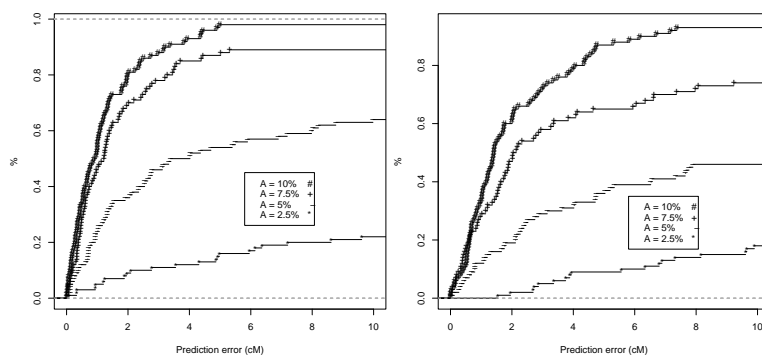 1.0
0.8
0.6
0.4
0.2
0.0
%
A = 10% #
A = 7.5% +
A = 5% −
A = 2.5% *
0 2 4 6 8 10
Prediction error (cM)
0.8
0.6
0.4
0.2
0.0
%
A = 10% #
A = 7.5% +
A = 5% −
A = 2.5% *
0 2 4 6 8 10
Prediction error (cM)